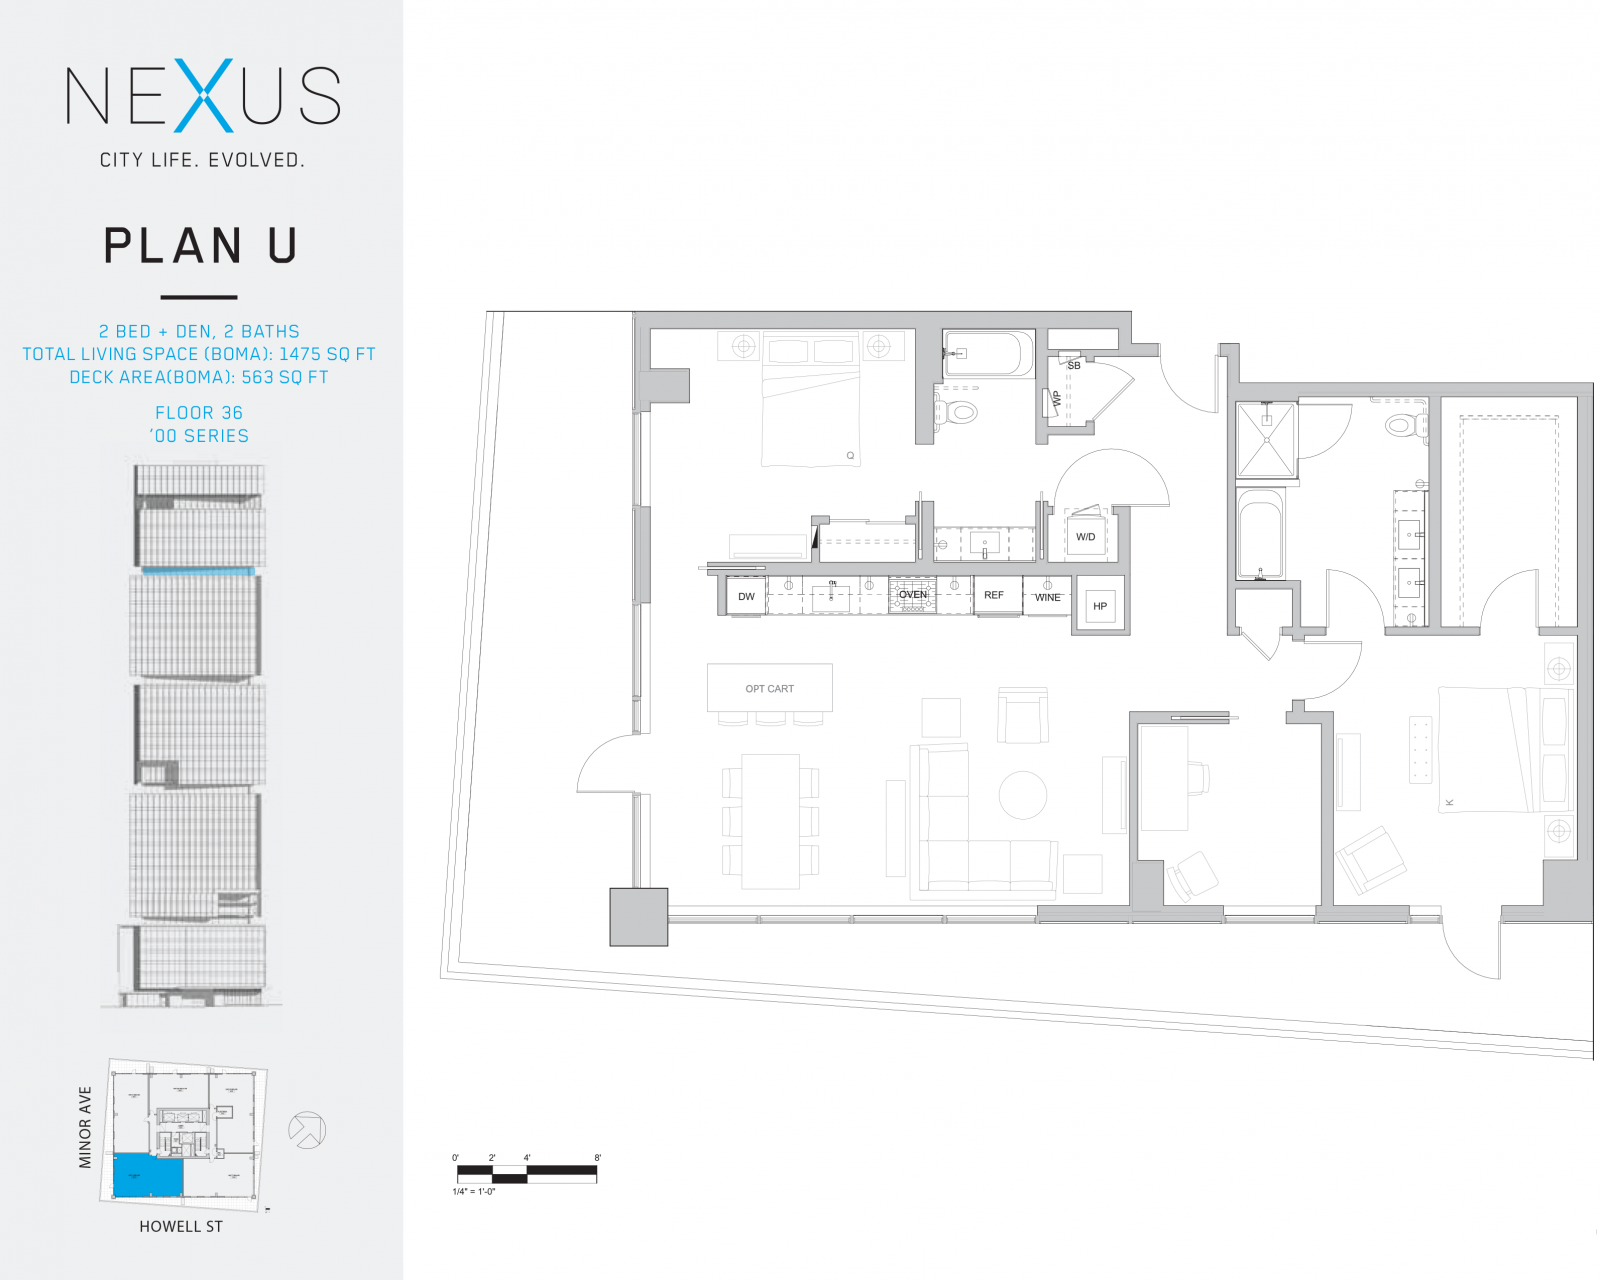 NEXUS
CITY LIFE. EVOLVED.
PLAN U
2 BED + DEN, 2 BATHS
TOTAL LIVING SPACE (BOMA): 1475 SQ FT
DECK AREA(BOMA): 563 SQ FT
FLOOR 36
'00 SERIES
MINOR AVE
HOWELL ST
SB
WP
Q
W/D
DW
OVEN
REF
WINE
HP
OPT CART
K
0' 2' 4' 8'
1/4" = 1'-0"